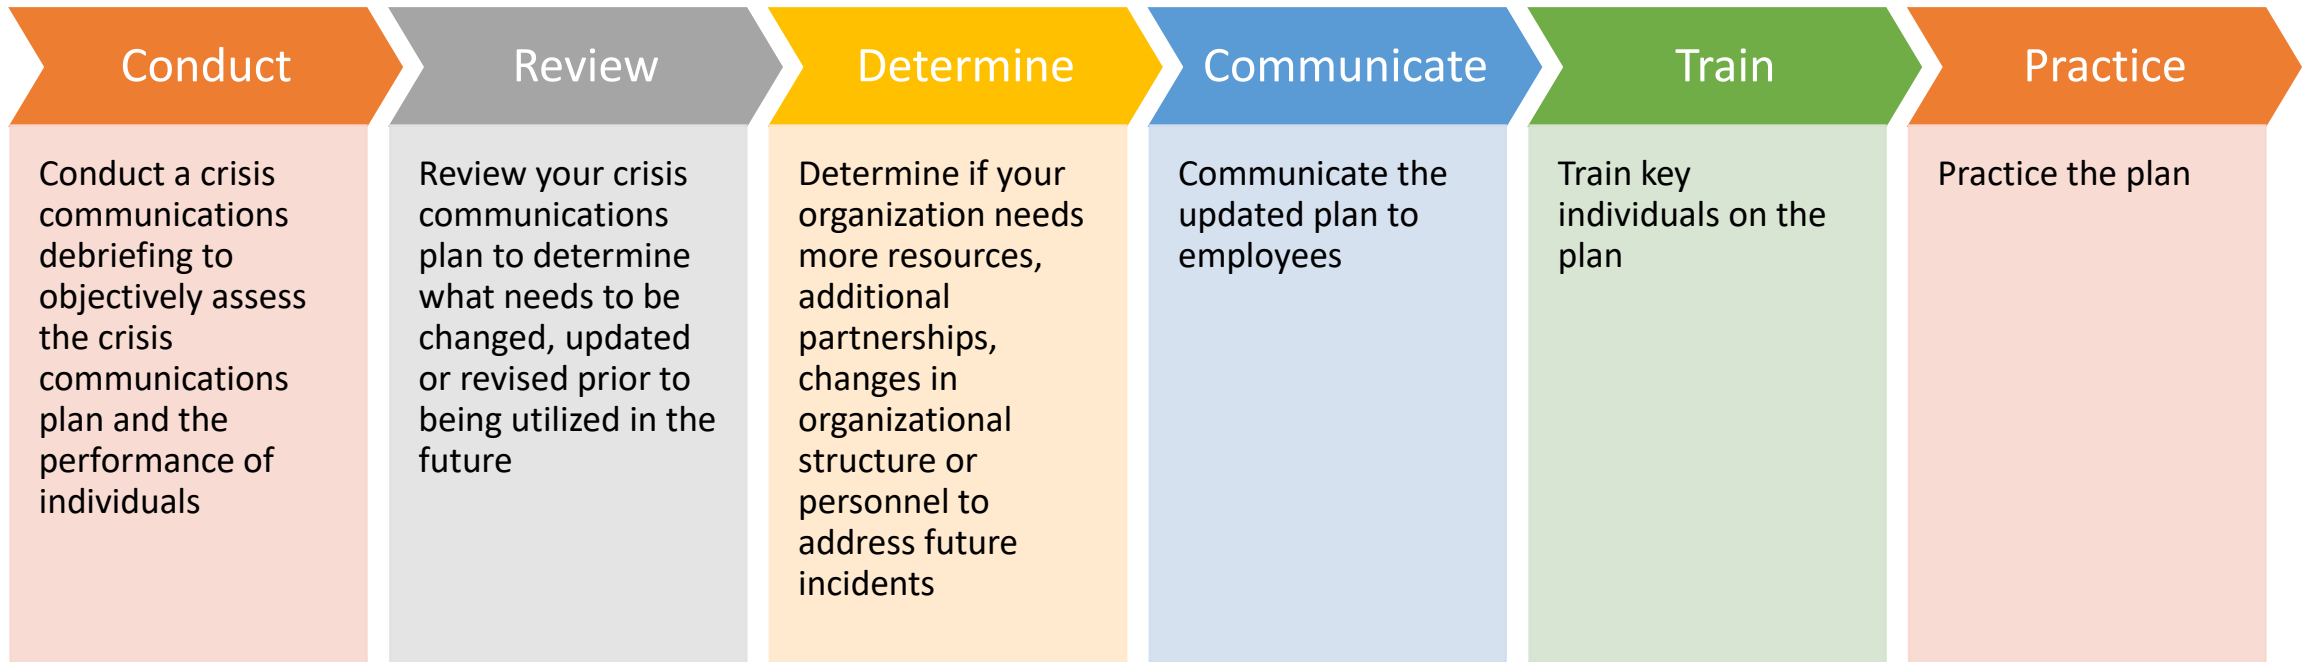 Conduct
Conduct a crisis
communications
debriefing to
objectively assess
the crisis
communications
plan and the
performance of
individuals
Review
Review your crisis
communications
plan to determine
what needs to be
changed, updated
or revised prior to
being utilized in the
future
Determine
Determine if your
organization needs
more resources,
additional
partnerships,
changes in
organizational
structure or
personnel to
address future
incidents
Communicate
Communicate the
updated plan to
employees
Train
Train key
individuals on the
plan
Practice
Practice the plan